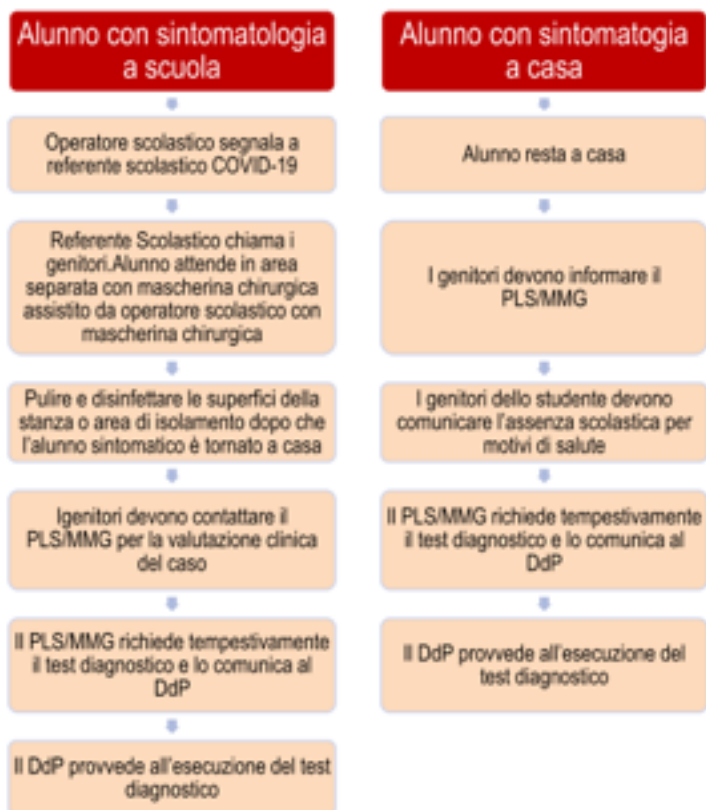 Alunno con sintomatologia
a scuola
Operatore scolastico segnala a
referente scolastico COVID-19
Referente Scolastico chiama i
genitori.Alunno attende in area
separata con mascherina chirurgica
assistito da operatore scolastico con
mascherina chirurgica
Pulire e disinfettare le superfici della
stanza o area di isolamento dopo che
l'alunno sintomatico è tornato a casa
Igenitori devono contattare il
PLS/MMG per la valutazione clinica
del caso
Il PLS/MMG richiede tempestivamente
il test diagnostico e lo comunica al
DdP
Il DdP provvede all'esecuzione del test
diagnostico
Alunno con sintomatogia
a casa
Alunno resta a casa
I genitori devono informare il
PLS/MMG
I genitori dello studente devono
comunicare l'assenza scolastica per
motivi di salute
Il PLS/MMG richiede tempestivamente
il test diagnostico e lo comunica al
DdP
Il DdP provvede all'esecuzione del
test diagnostico